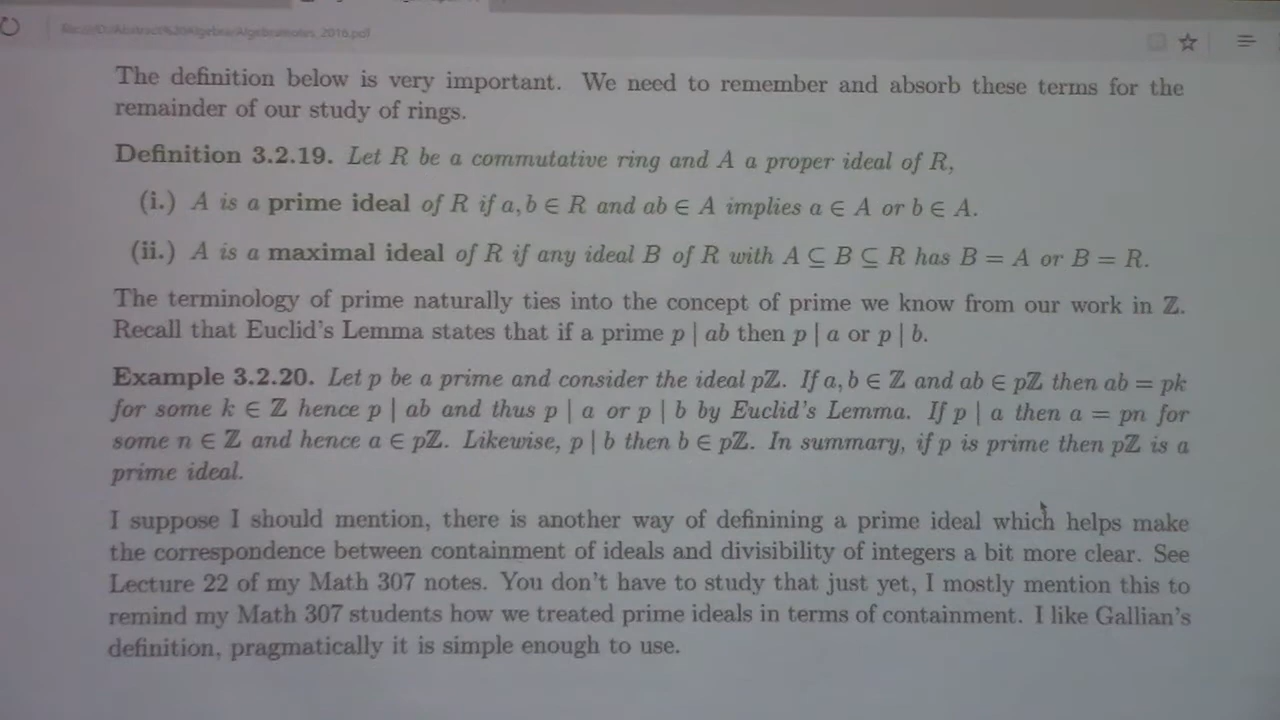 The definition below is very important. We need to remember and absorb these terms for the
remainder of our study of rings.
Definition 3.2.19. Let R be a commutative ring and A a proper ideal of R,
(i.) A is a prime ideal of R if a, b ∈ R and ab ∈ A implies a ∈ A or b ∈ A.
(ii.) A is a maximal ideal of R if any ideal B of R with A ⊆ B ⊆ R has B = A or B = R.
The terminology of prime naturally ties into the concept of prime we know from our work in ℤ.
Recall that Euclid's Lemma states that if a prime p | ab then p | a or p | b.
Example 3.2.20. Let p be a prime and consider the ideal pℤ. If a, b ∈ ℤ and ab ∈ pℤ then ab = pk
for some k ∈ ℤ hence p | ab and thus p | a or p | b by Euclid's Lemma. If p | a then a = pn for
some n ∈ ℤ and hence a ∈ pℤ. Likewise, p | b then b ∈ pℤ. In summary, if p is prime then pℤ is a
prime ideal.
I suppose I should mention, there is another way of definining a prime ideal which helps make
the correspondence between containment of ideals and divisibility of integers a bit more clear. See
Lecture 22 of my Math 307 notes. You don't have to study that just yet, I mostly mention this to
remind my Math 307 students how we treated prime ideals in terms of containment. I like Gallian's
definition, pragmatically it is simple enough to use.